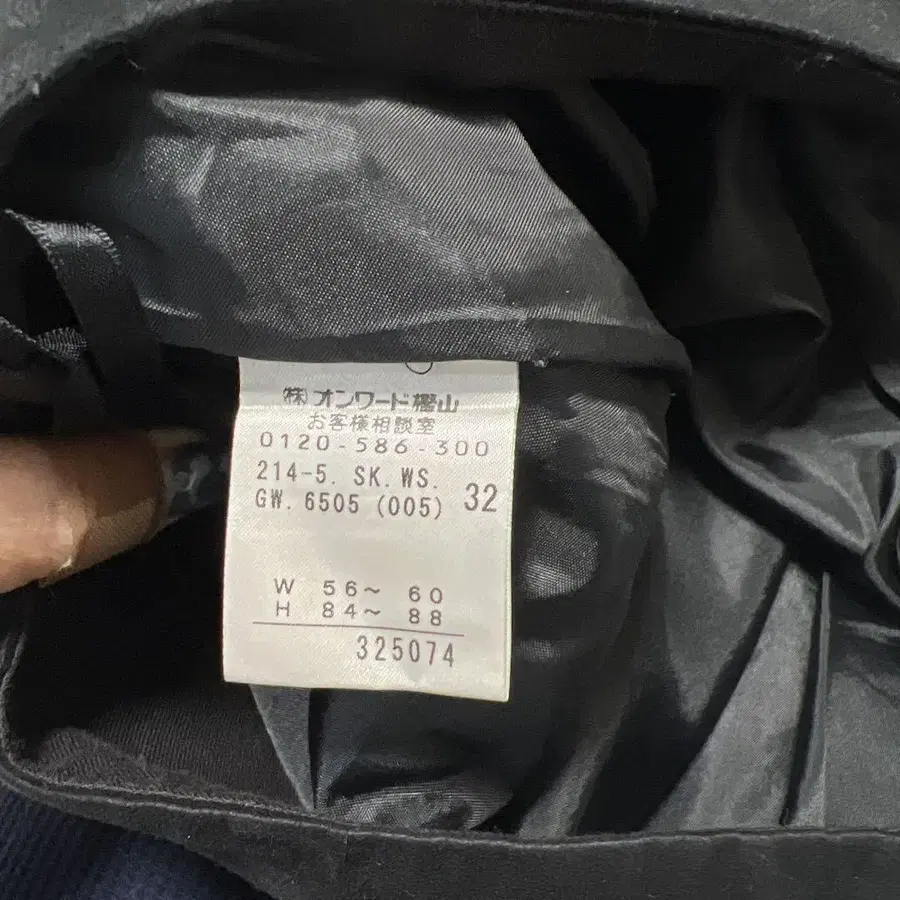 ㈱オンワード樫山
お客様相談室
0120-586-300
214-5. SK. WS.
GW. 6505 (005) 32
W 56～ 60
H 84～ 88
325074